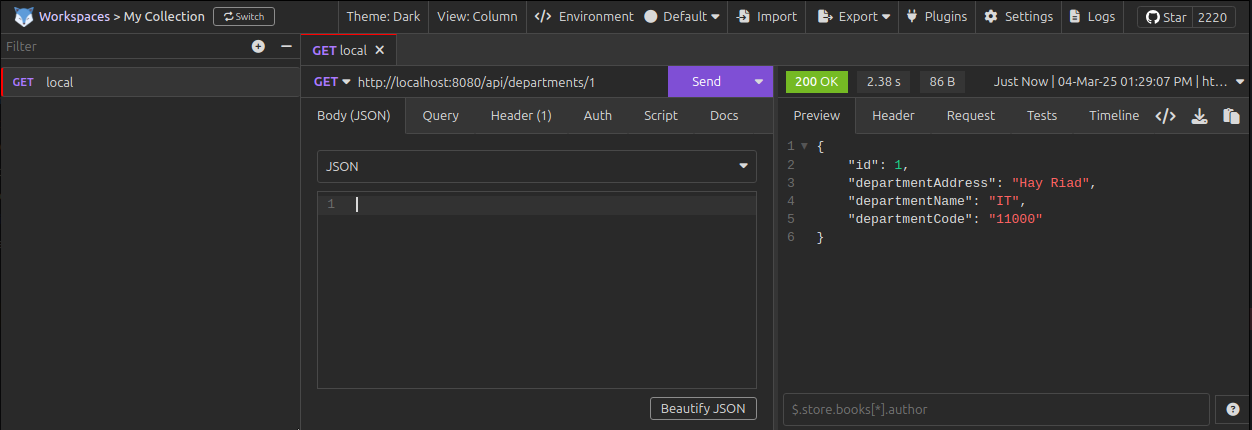 Workspaces > My Collection Switch Theme: Dark View: Column </> Environment Default Import Export Plugins Settings Logs Star 2220
Filter
GET local
GET local ×
GET http://localhost:8080/api/departments/1 Send
Body (JSON) Query Header (1) Auth Script Docs
JSON
1
Beautify JSON
200 OK 2.38 s 86 B Just Now | 04-Mar-25 01:29:07 PM | ht...
Preview Header Request Tests Timeline </>
1 {
2 "id": 1,
3 "departmentAddress": "Hay Riad",
4 "departmentName": "IT",
5 "departmentCode": "11000"
6 }
$.store.books[*].author ?